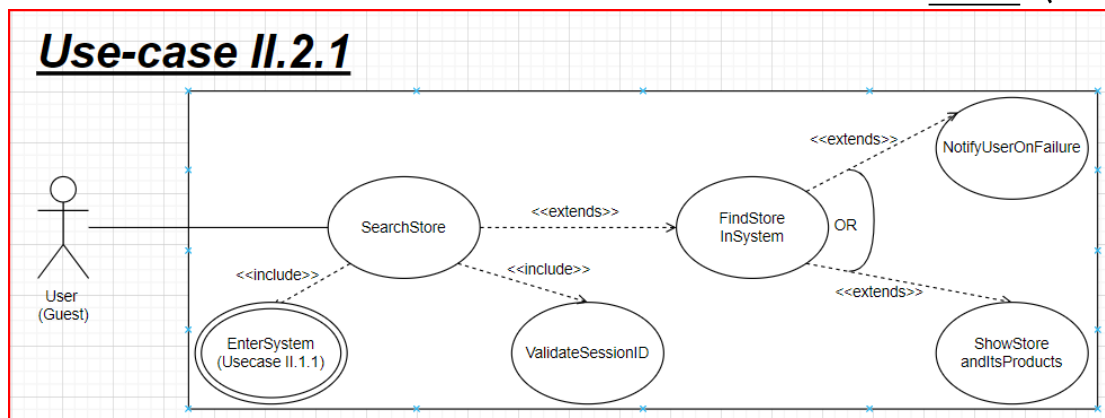 Use-case II.2.1
<<extends>>
NotifyUserOnFailure
SearchStore
<<extends>>
FindStore
InSystem
OR
<<include>>
<<include>>
<<extends>>
User
(Guest)
EnterSystem
(Usecase II.1.1)
ValidateSessionID
ShowStore
andItsProducts